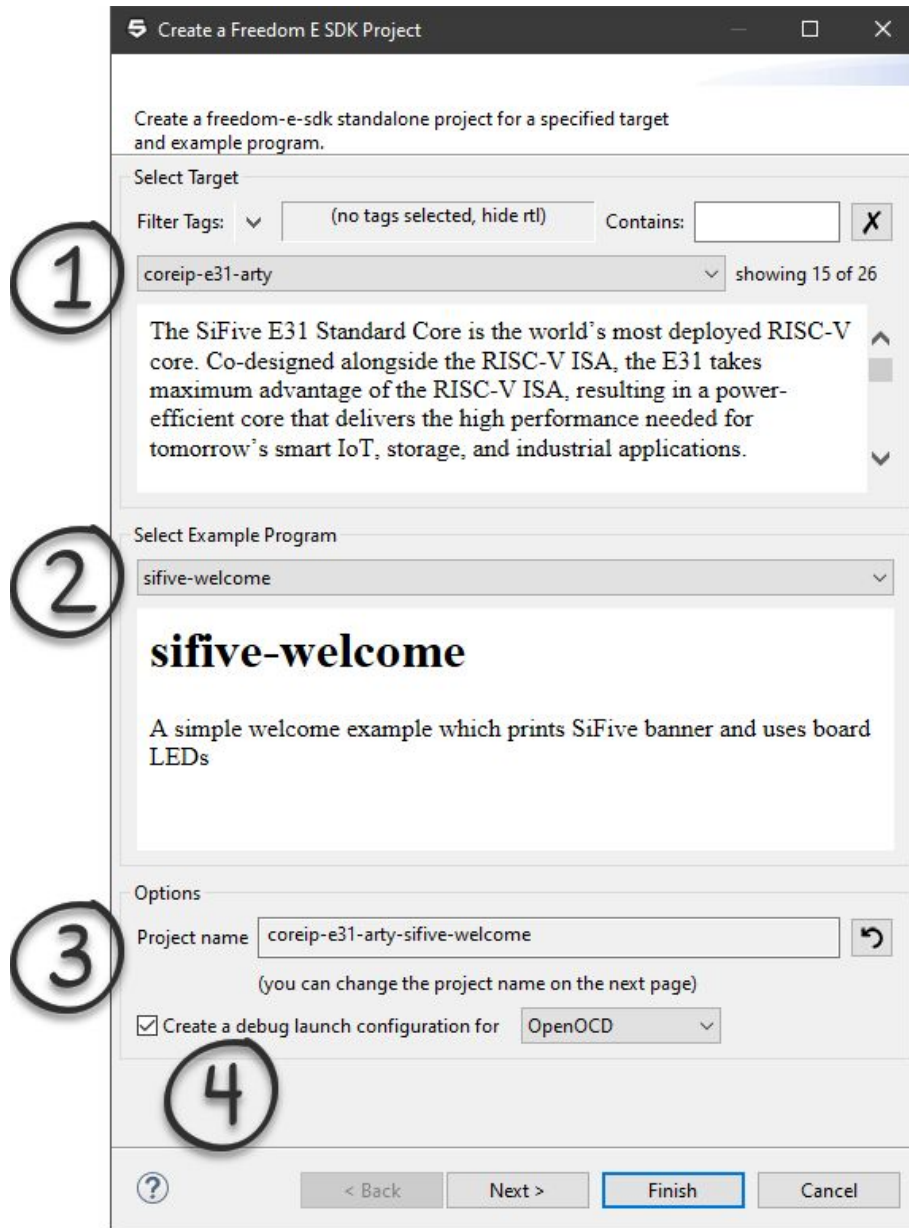 Create a Freedom E SDK Project
Create a freedom-e-sdk standalone project for a specified target
and example program.
Select Target
Filter Tags: (no tags selected, hide rtl) Contains:
1
coreip-e31-arty showing 15 of 26
The SiFive E31 Standard Core is the world’s most deployed RISC-V
core. Co-designed alongside the RISC-V ISA, the E31 takes
maximum advantage of the RISC-V ISA, resulting in a power-
efficient core that delivers the high performance needed for
tomorrow’s smart IoT, storage, and industrial applications.
Select Example Program
2
sifive-welcome
sifive-welcome
A simple welcome example which prints SiFive banner and uses board
LEDs
Options
3
Project name coreip-e31-arty-sifive-welcome
(you can change the project name on the next page)
Create a debug launch configuration for OpenOCD
4
? < Back Next > Finish Cancel